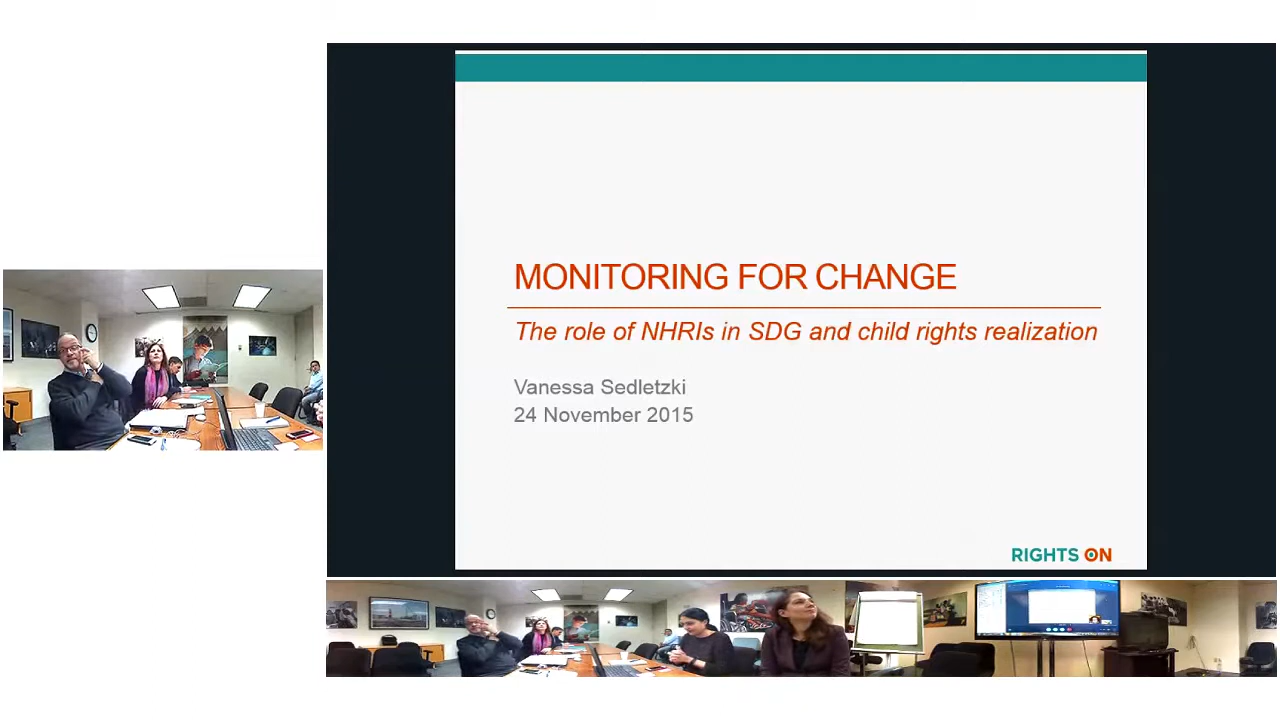 MONITORING FOR CHANGE
The role of NHRIs in SDG and child rights realization
Vanessa Sedletzki
24 November 2015
RIGHTS ON